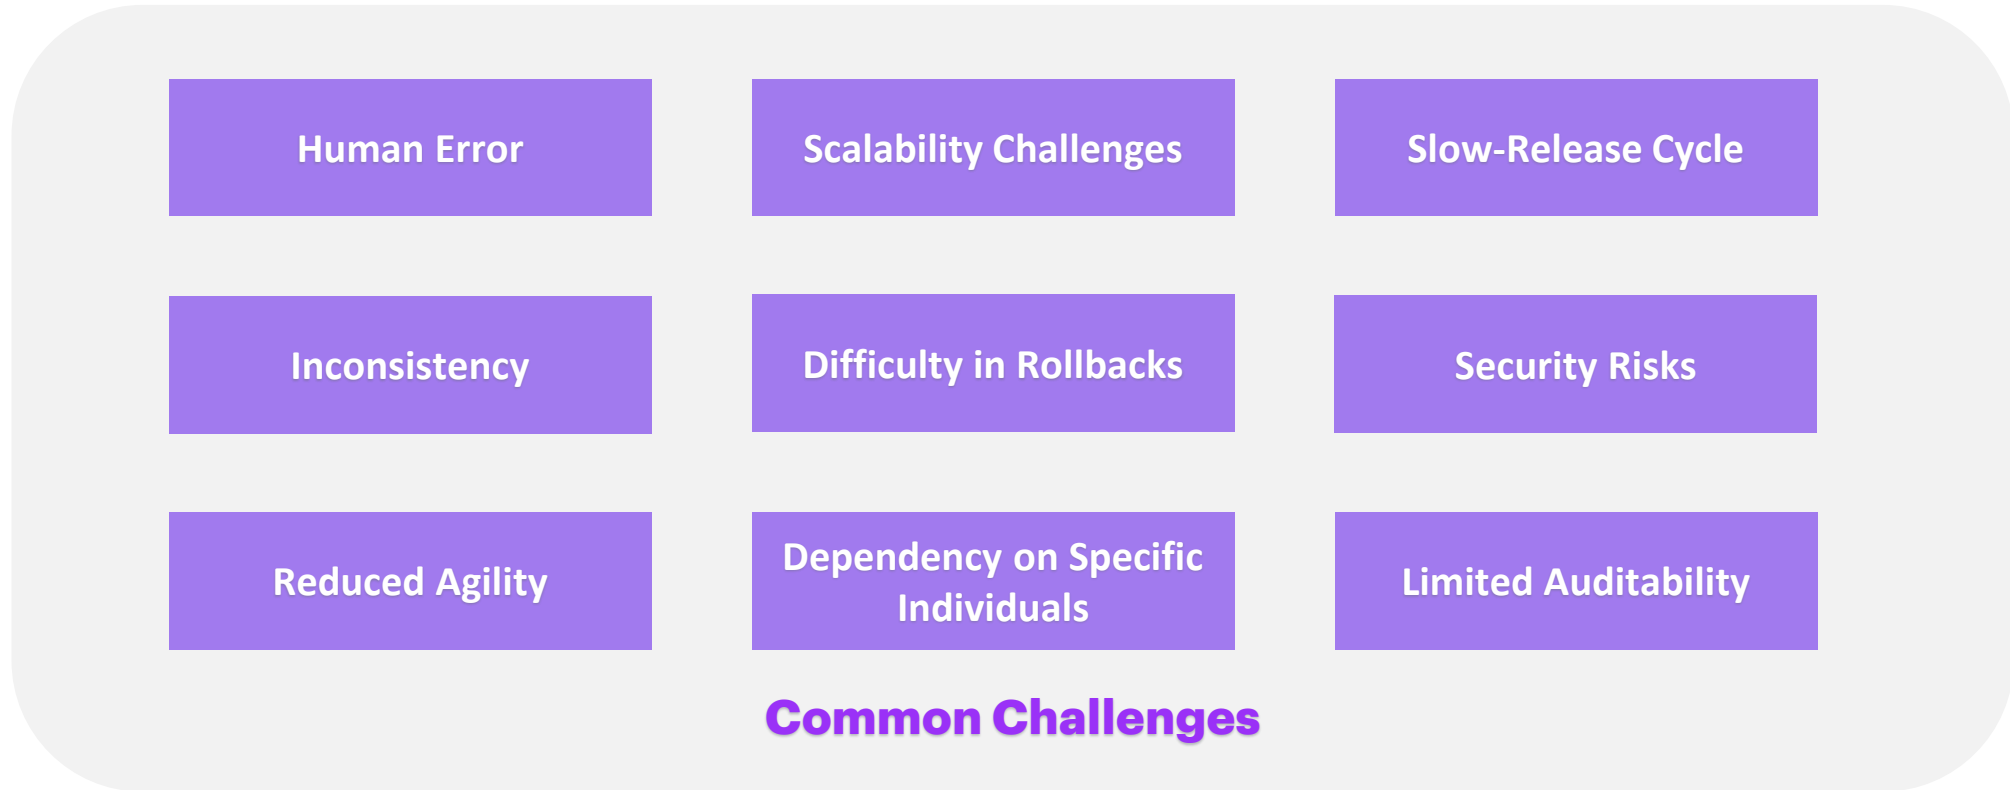 Human Error
Scalability Challenges
Slow-Release Cycle
Inconsistency
Difficulty in Rollbacks
Security Risks
Reduced Agility
Dependency on Specific
Individuals
Limited Auditability
Common Challenges